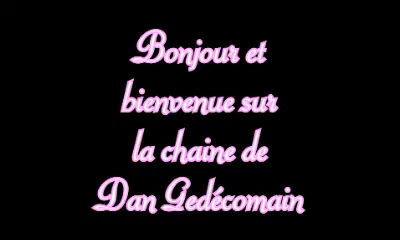 Bonjour et
bienvenue sur
la chaine de
Dan Gedécomain